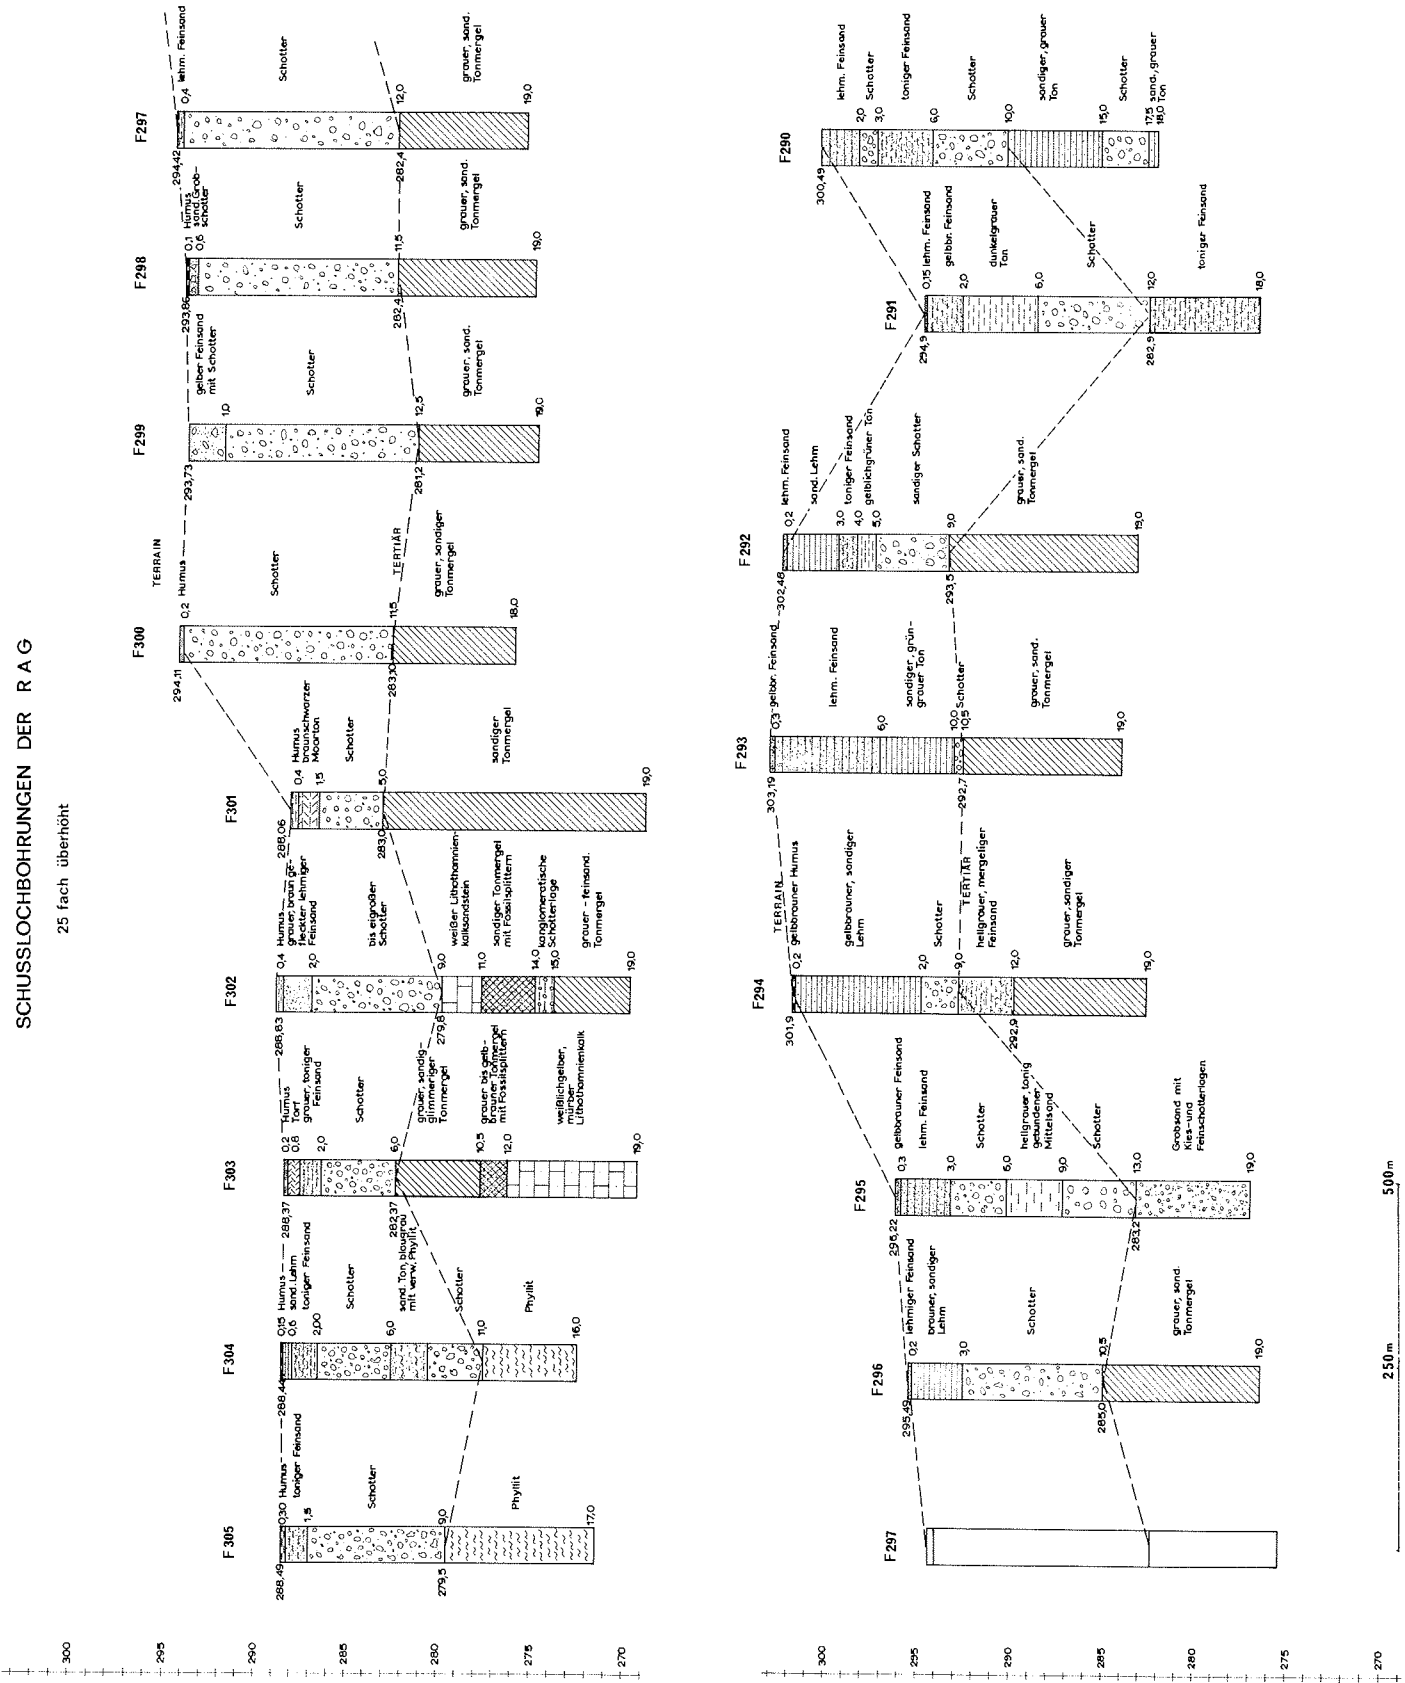 SCHUSSLOCHBOHRUNGEN DER RAG
25 fach überhöht
300
295
290
285
280
275
270
F305
288,49
0,30 Humus
toniger Feinsand
1,5
Schotter
9,0
279,5
Phyllit
17,0
F304
288,44
0,15 Humus
0,6 sand. Lehm
toniger Feinsand
2,00
Schotter
6,0
sand. Ton, blaugrau
mit verw. Phyllit
Schotter
11,0
Phyllit
16,0
F303
288,37
0,2 Humus
0,8 Torf
grauer, toniger
Feinsand
2,0
Schotter
6,0
282,37
grauer, sandig-
glimmeriger
Tonmergel
10,5
grauer bis gelb-
brauner Tonmergel
mit Fossilsplittern
12,0
weißlichgelber,
mürber
Lithothamnienkalk
19,0
F302
288,83
0,4 Humus
grauer, braun ge-
fleckter lehmiger
Feinsand
2,0
bis eigroßer
Schotter
9,0
279,8
weißer Lithothamnien-
kalksandstein
11,0
sandiger Tonmergel
mit Fossilsplittern
14,0
konglomeratische
Schotterlage
15,0
grauer - feinsand.
Tonmergel
19,0
F301
288,06
0,4 Humus
braunschwarzer
Moorton
1,5
Schotter
5,0
283,0
sandiger
Tonmergel
19,0
F300
294,11
TERRAIN
0,2 Humus
Schotter
11,5
283,10
TERTIÄR
grauer, sandiger
Tonmergel
18,0
F299
293,73
gelber Feinsand
mit Schotter
1,0
Schotter
12,5
281,2
grauer, sand.
Tonmergel
19,0
F298
293,86
0,1 Humus
0,6 sand. Grob-
schotter
Schotter
11,5
282,4
grauer, sand.
Tonmergel
19,0
F297
294,42
0,4 lehm. Feinsand
Schotter
12,0
282,4
grauer, sand.
Tonmergel
19,0
300
295
290
285
280
275
270
F297
F296
295,49
0,2 lehmiger Feinsand
brauner, sandiger
Lehm
3,0
Schotter
10,5
285,0
grauer, sand.
Tonmergel
19,0
F295
296,22
0,3 gelbbrauner Feinsand
lehm. Feinsand
3,0
Schotter
6,0
hellgrauer, tonig
gebundener
Mittelsand
9,0
Schotter
13,0
283,2
Grobsand mit
Kies- und
Feinschotterlagen
19,0
F294
301,9
TERRAIN
0,2 gelbbrauner Humus
gelbbrauner, sandiger
Lehm
2,0
Schotter
9,0
TERTIÄR
hellgrauer, mergeliger
Feinsand
12,0
292,9
grauer, sandiger
Tonmergel
19,0
F293
303,19
0,3 gelbbr. Feinsand
lehm. Feinsand
6,0
sandiger, grün-
grauer Ton
10,0
Schotter
10,5
292,7
grauer, sand.
Tonmergel
19,0
F292
302,48
0,2 lehm. Feinsand
sand. Lehm
3,0
toniger Feinsand
4,0
gelblichgrüner Ton
5,0
sandiger Schotter
9,0
293,5
grauer, sand.
Tonmergel
19,0
F291
294,9
0,15 lehm. Feinsand
gelbbr. Feinsand
2,0
dunkelgrauer
Ton
6,0
Schotter
12,0
282,9
toniger Feinsand
18,0
F290
300,49
lehm. Feinsand
2,0
Schotter
3,0
toniger Feinsand
6,0
Schotter
10,0
sandiger, grauer
Ton
15,0
Schotter
17,5 sand., grauer
18,0 Ton
250m
500m